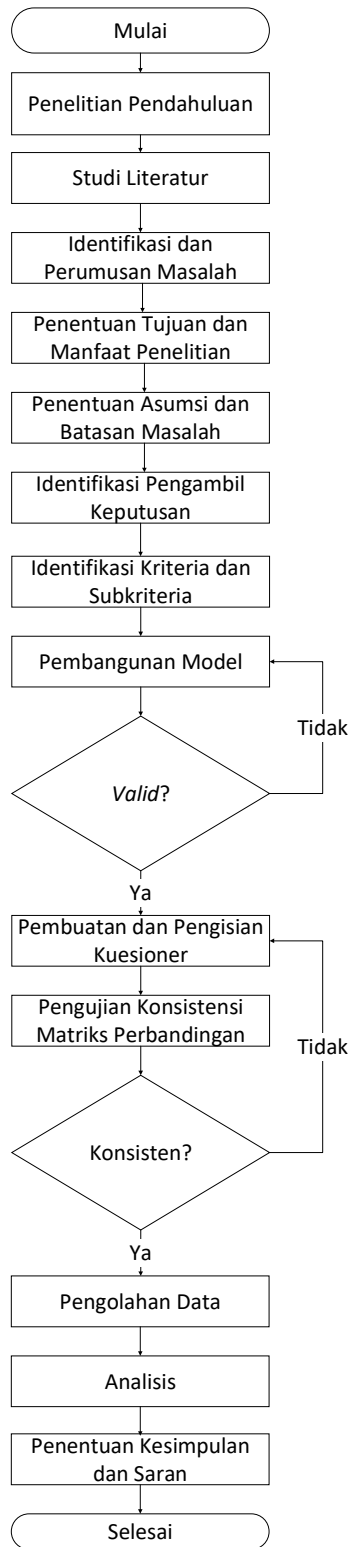 Mulai
Penelitian Pendahuluan
Studi Literatur
Identifikasi dan
Perumusan Masalah
Penentuan Tujuan dan
Manfaat Penelitian
Penentuan Asumsi dan
Batasan Masalah
Identifikasi Pengambil
Keputusan
Identifikasi Kriteria dan
Subkriteria
Pembangunan Model
Tidak
Valid?
Ya
Pembuatan dan Pengisian
Kuesioner
Pengujian Konsistensi
Matriks Perbandingan
Tidak
Konsisten?
Ya
Pengolahan Data
Analisis
Penentuan Kesimpulan
dan Saran
Selesai